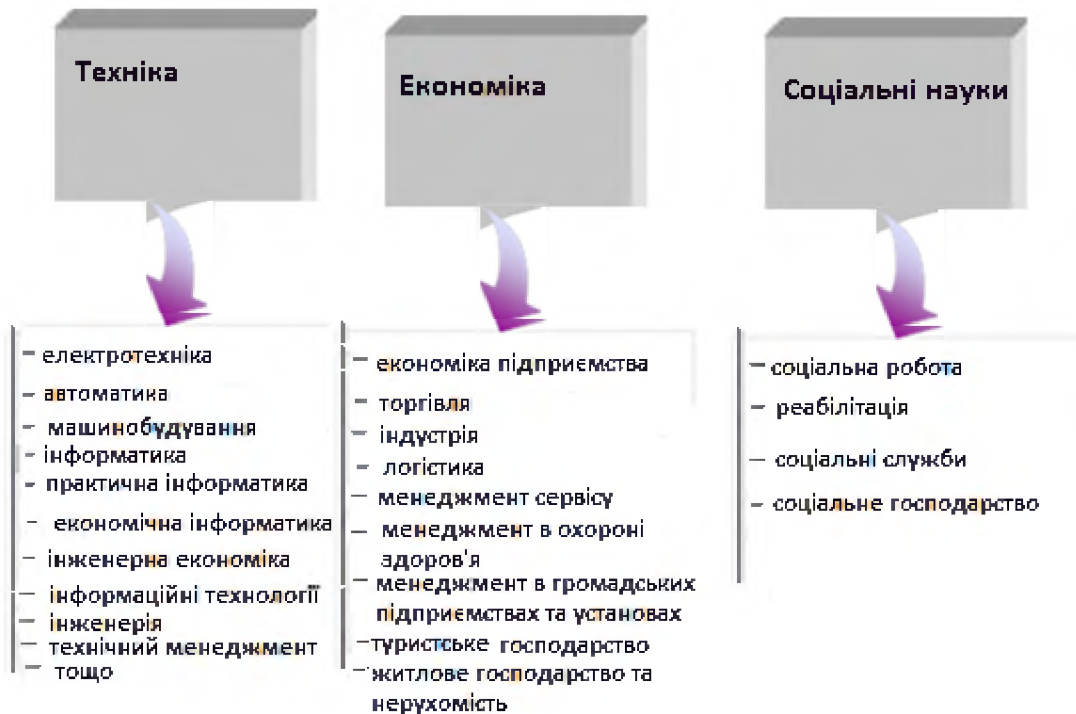 Техніка
– електротехніка
– автоматика
– машинобудування
– інформатика
– практична інформатика
– економічна інформатика
– інженерна економіка
– інформаційні технології
– інженерія
– технічний менеджмент
– тощо
Економіка
– економіка підприємства
– торгівля
– індустрія
– логістика
– менеджмент сервісу
– менеджмент в охороні
здоров'я
– менеджмент в громадських
підприємствах та установах
– туристське господарство
– житлове господарство та
нерухомість
Соціальні науки
– соціальна робота
– реабілітація
– соціальні служби
– соціальне господарство